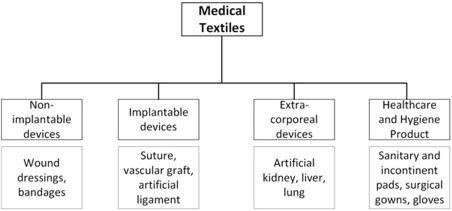 Medical
Textiles
Non-
implantable
devices
Implantable
devices
Extra-
corporeal
devices
Healthcare
and Hygiene
Product
Wound
dressings,
bandages
Suture,
vascular graft,
artificial
ligament
Artificial
kidney, liver,
lung
Sanitary and
incontinent
pads, surgical
gowns, gloves